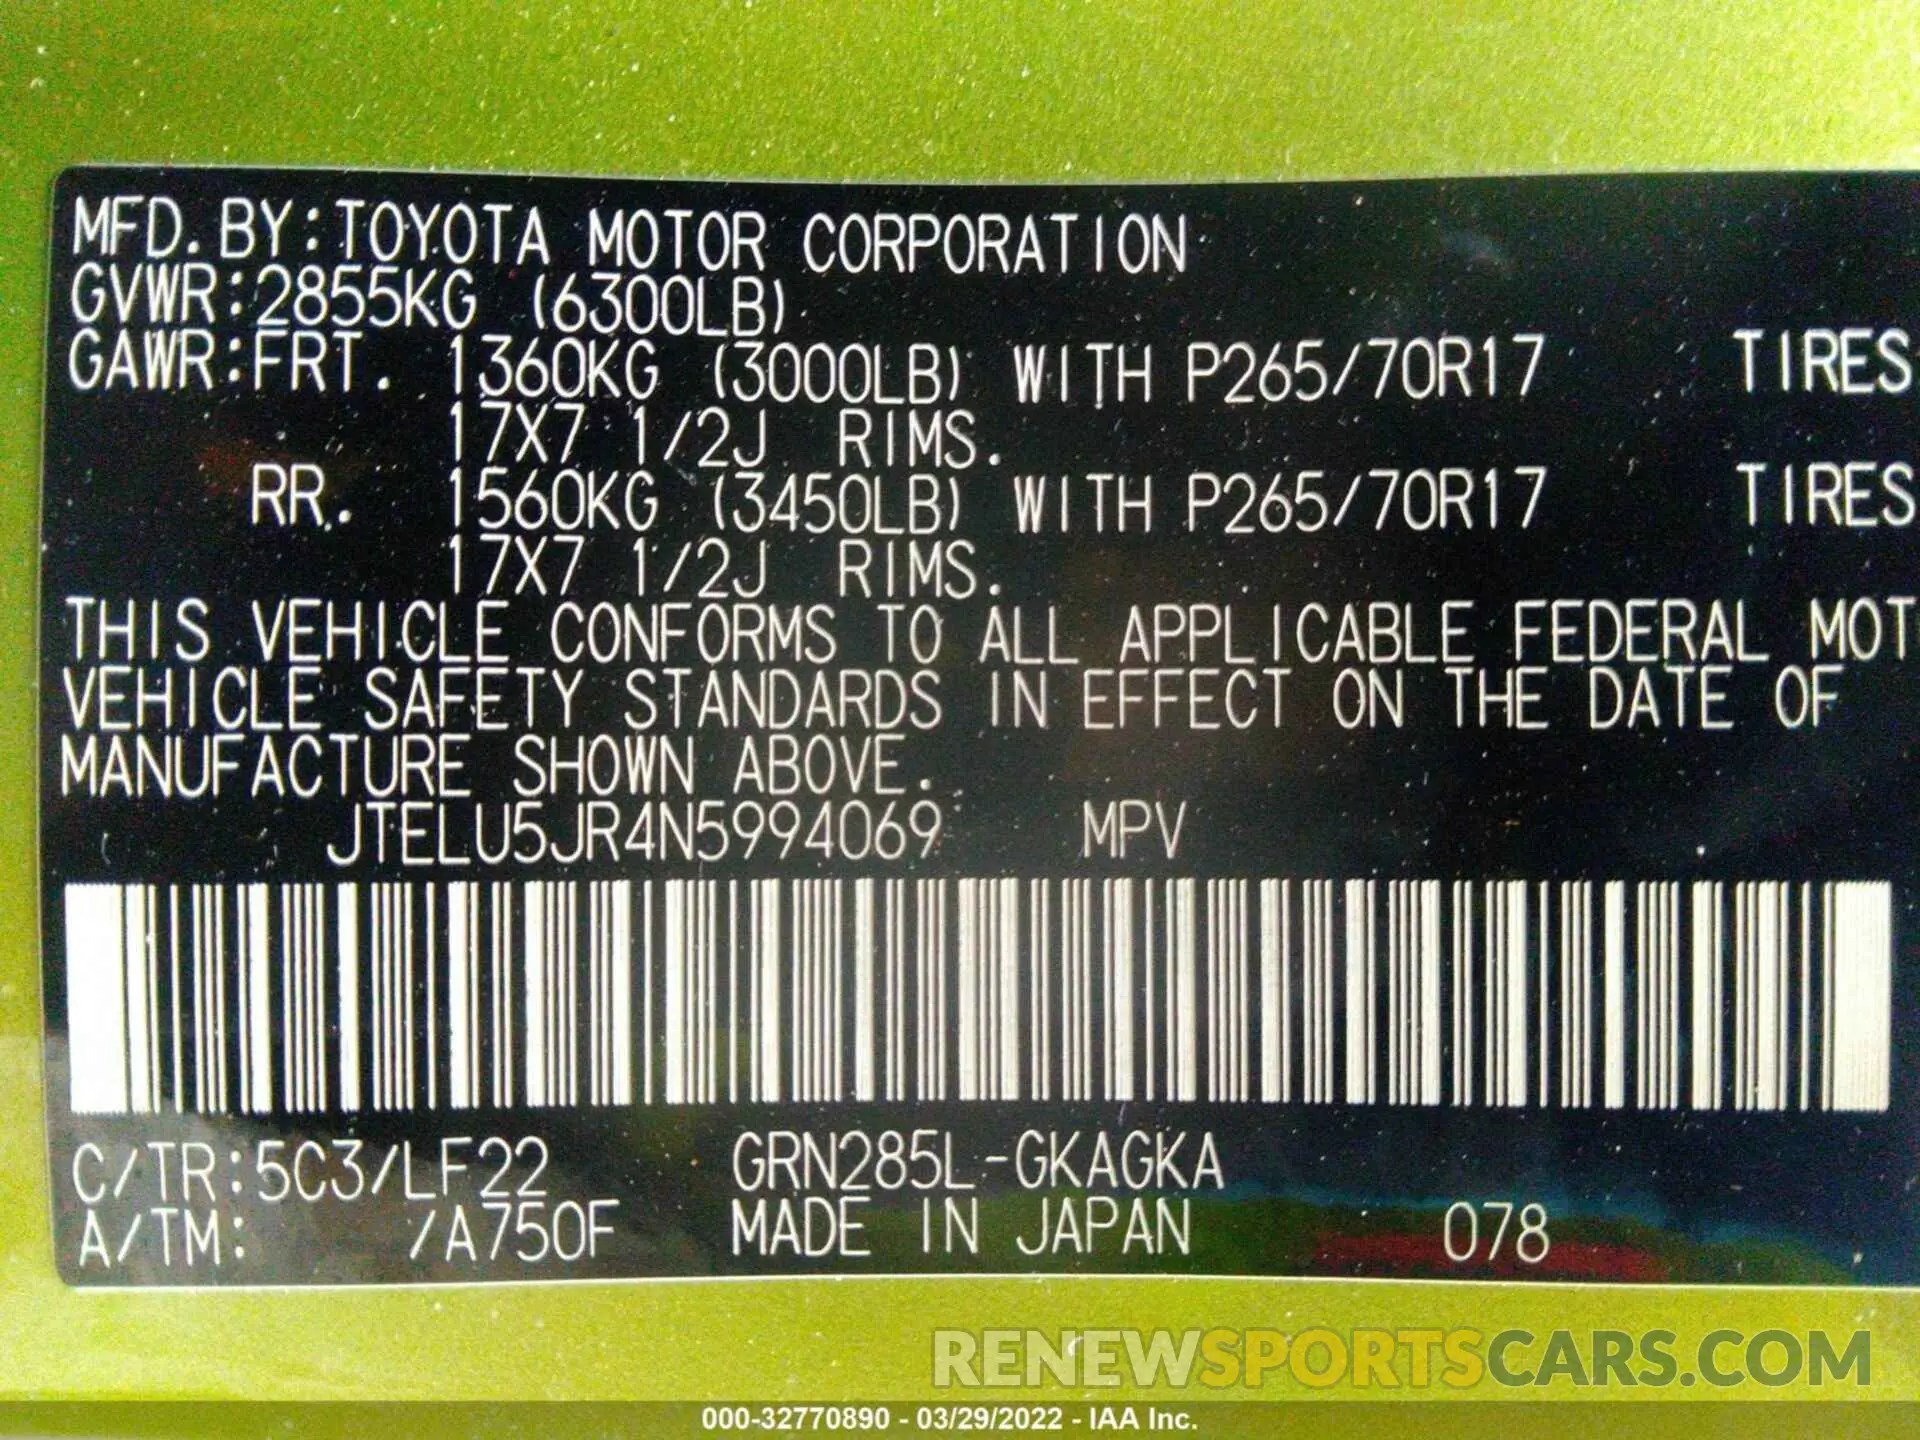 MFD. BY: TOYOTA MOTOR CORPORATION
GVWR: 2855KG (6300LB)
GAWR: FRT. 1360KG (3000LB) WITH P265/70R17 TIRES
17X7 1/2J RIMS.
RR. 1560KG (3450LB) WITH P265/70R17 TIRES
17X7 1/2J RIMS.
THIS VEHICLE CONFORMS TO ALL APPLICABLE FEDERAL MOT
VEHICLE SAFETY STANDARDS IN EFFECT ON THE DATE OF
MANUFACTURE SHOWN ABOVE.
JTELU5JR4N5994069 MPV
C/TR: 5C3/LF22 GRN285L-GKAGKA
A/TM: /A750F MADE IN JAPAN 078
RENEWSPORTSCARS.COM
000-32770890 - 03/29/2022 - IAA Inc.